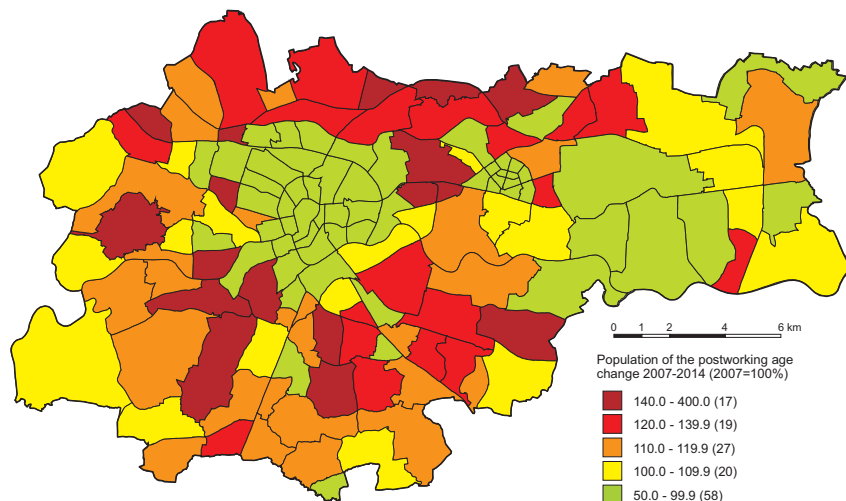 0 1 2 4 6 km
Population of the postworking age
change 2007-2014 (2007=100%)
140.0 - 400.0 (17)
120.0 - 139.9 (19)
110.0 - 119.9 (27)
100.0 - 109.9 (20)
50.0 - 99.9 (58)